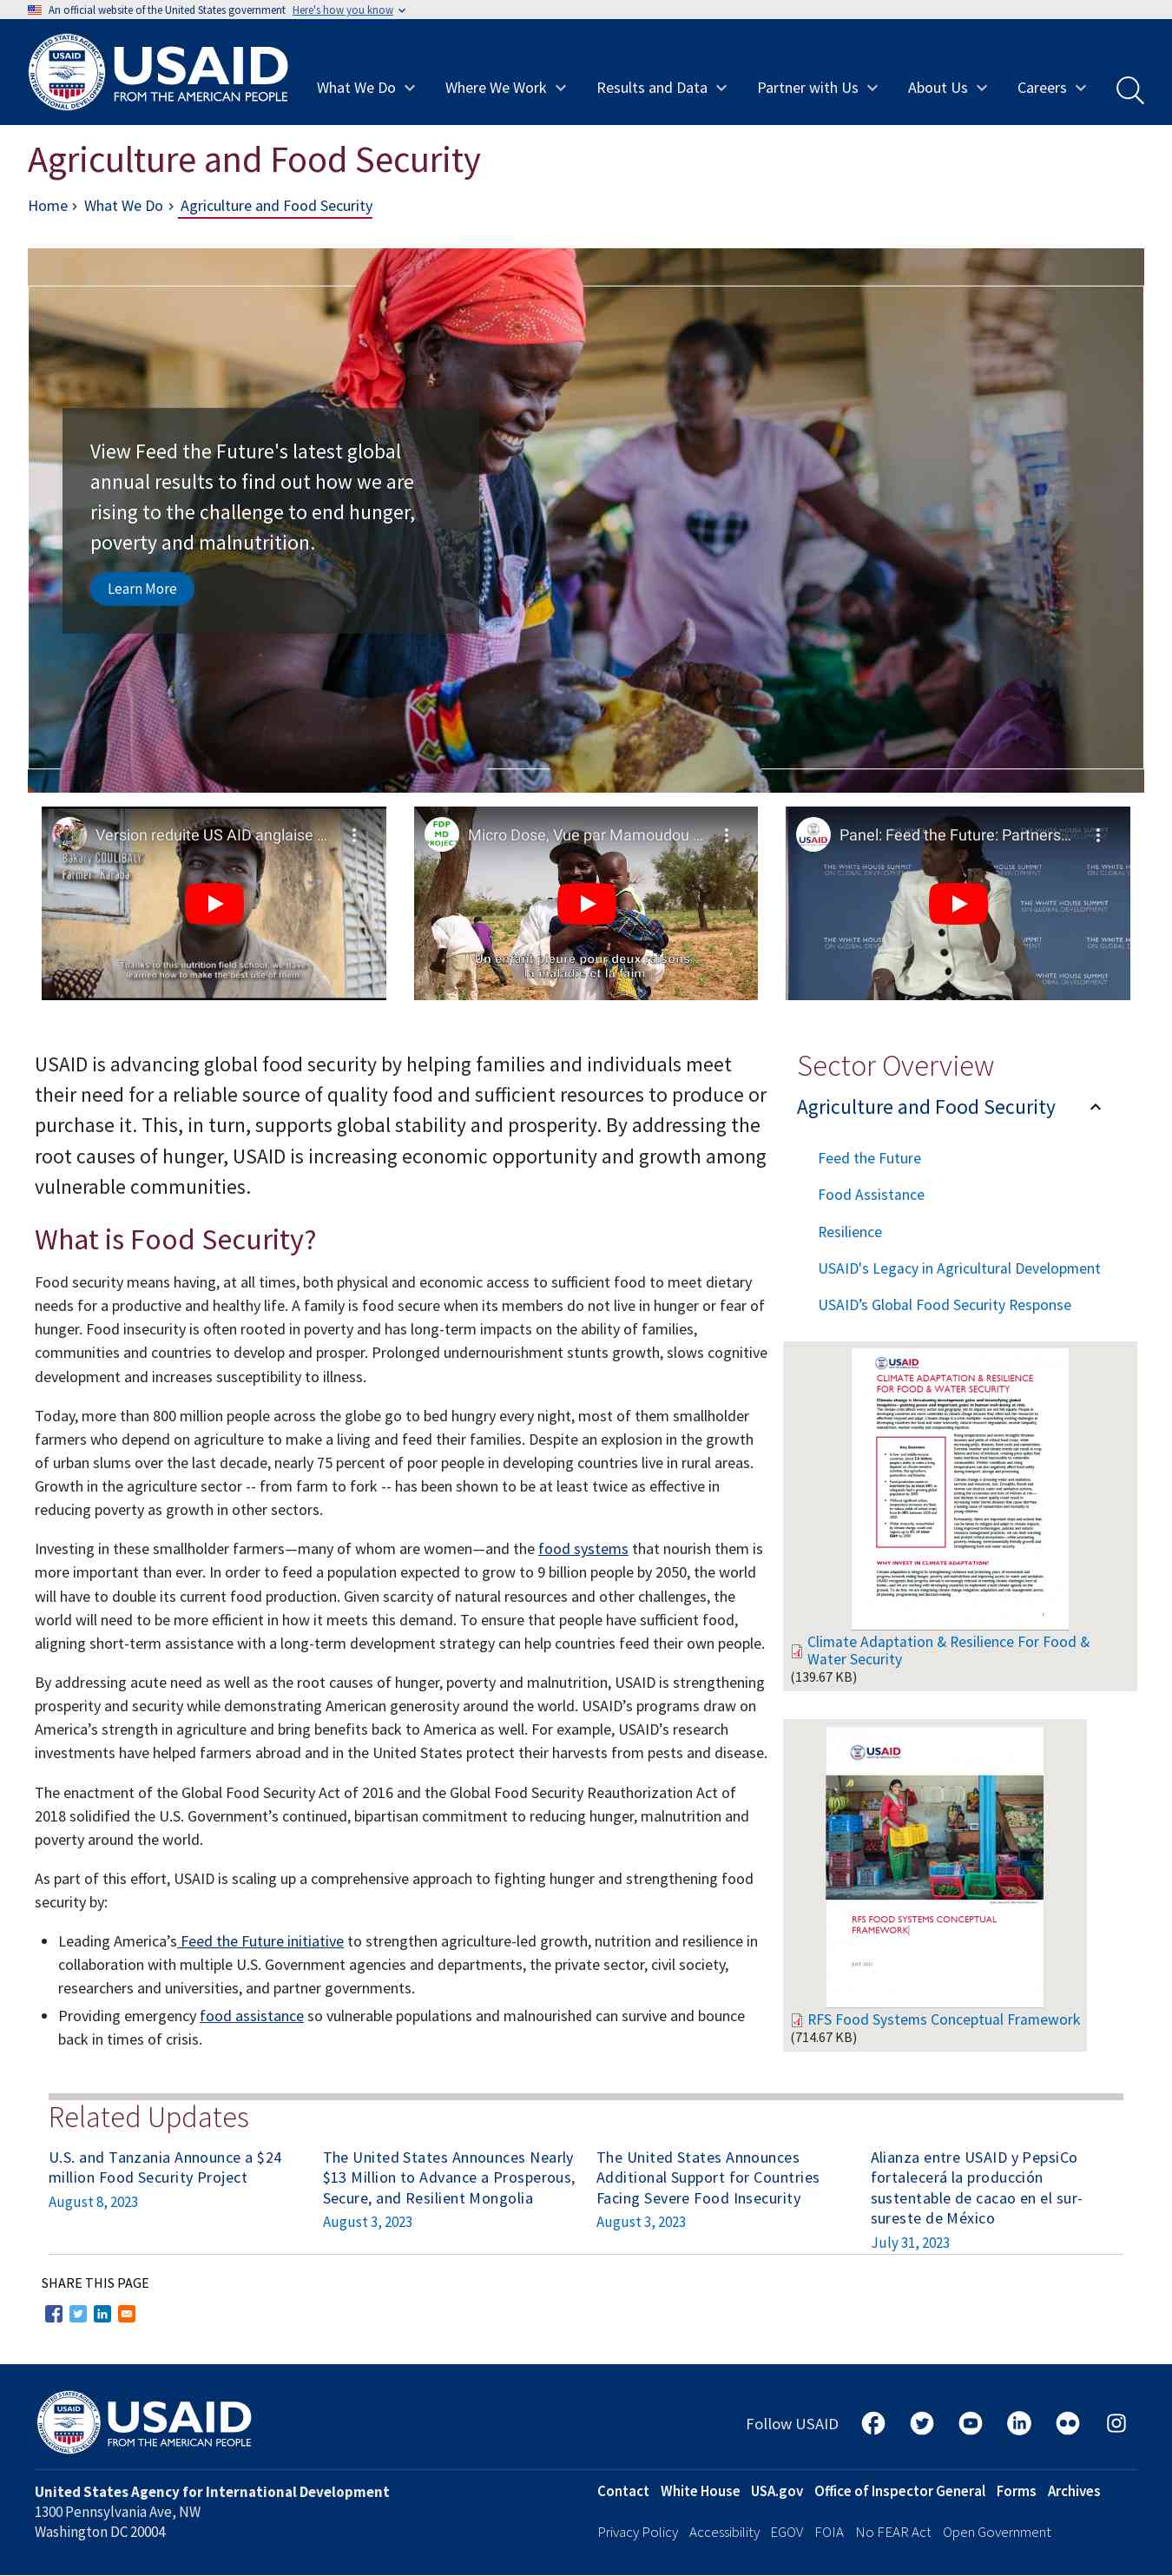 An official website of the United States government Here's how you know
USAID
FROM THE AMERICAN PEOPLE
What We Do
Where We Work
Results and Data
Partner with Us
About Us
Careers
Agriculture and Food Security
Home › What We Do › Agriculture and Food Security
View Feed the Future's latest global
annual results to find out how we are
rising to the challenge to end hunger,
poverty and malnutrition.
Learn More
Version reduite US AID anglaise ...
Bakary COULIBALY
Farmer Karaba
Thanks to this nutrition field school, we have
learned how to make the best use of them
FDP
MD
PROJECT
Micro Dose, Vue par Mamoudou ...
Un enfant pleure pour deux raisons
la maladie et la faim
Panel: Feed the Future: Partners...
THE WHITE HOUSE SUMMIT
ON GLOBAL DEVELOPMENT
USAID is advancing global food security by helping families and individuals meet
their need for a reliable source of quality food and sufficient resources to produce or
purchase it. This, in turn, supports global stability and prosperity. By addressing the
root causes of hunger, USAID is increasing economic opportunity and growth among
vulnerable communities.
What is Food Security?
Food security means having, at all times, both physical and economic access to sufficient food to meet dietary
needs for a productive and healthy life. A family is food secure when its members do not live in hunger or fear of
hunger. Food insecurity is often rooted in poverty and has long-term impacts on the ability of families,
communities and countries to develop and prosper. Prolonged undernourishment stunts growth, slows cognitive
development and increases susceptibility to illness.
Today, more than 800 million people across the globe go to bed hungry every night, most of them smallholder
farmers who depend on agriculture to make a living and feed their families. Despite an explosion in the growth
of urban slums over the last decade, nearly 75 percent of poor people in developing countries live in rural areas.
Growth in the agriculture sector -- from farm to fork -- has been shown to be at least twice as effective in
reducing poverty as growth in other sectors.
Investing in these smallholder farmers—many of whom are women—and the food systems that nourish them is
more important than ever. In order to feed a population expected to grow to 9 billion people by 2050, the world
will have to double its current food production. Given scarcity of natural resources and other challenges, the
world will need to be more efficient in how it meets this demand. To ensure that people have sufficient food,
aligning short-term assistance with a long-term development strategy can help countries feed their own people.
By addressing acute need as well as the root causes of hunger, poverty and malnutrition, USAID is strengthening
prosperity and security while demonstrating American generosity around the world. USAID’s programs draw on
America’s strength in agriculture and bring benefits back to America as well. For example, USAID’s research
investments have helped farmers abroad and in the United States protect their harvests from pests and disease.
The enactment of the Global Food Security Act of 2016 and the Global Food Security Reauthorization Act of
2018 solidified the U.S. Government’s continued, bipartisan commitment to reducing hunger, malnutrition and
poverty around the world.
As part of this effort, USAID is scaling up a comprehensive approach to fighting hunger and strengthening food
security by:
• Leading America’s Feed the Future initiative to strengthen agriculture-led growth, nutrition and resilience in
collaboration with multiple U.S. Government agencies and departments, the private sector, civil society,
researchers and universities, and partner governments.
• Providing emergency food assistance so vulnerable populations and malnourished can survive and bounce
back in times of crisis.
Sector Overview
Agriculture and Food Security
Feed the Future
Food Assistance
Resilience
USAID's Legacy in Agricultural Development
USAID’s Global Food Security Response
USAID
CLIMATE ADAPTATION & RESILIENCE
FOR FOOD & WATER SECURITY
WHY INVEST IN CLIMATE ADAPTATION?
Climate Adaptation & Resilience For Food &
Water Security
(139.67 KB)
USAID
RFS FOOD SYSTEMS CONCEPTUAL
FRAMEWORK
RFS Food Systems Conceptual Framework
(714.67 KB)
Related Updates
U.S. and Tanzania Announce a $24
million Food Security Project
August 8, 2023
The United States Announces Nearly
$13 Million to Advance a Prosperous,
Secure, and Resilient Mongolia
August 3, 2023
The United States Announces
Additional Support for Countries
Facing Severe Food Insecurity
August 3, 2023
Alianza entre USAID y PepsiCo
fortalecerá la producción
sustentable de cacao en el sur-
sureste de México
July 31, 2023
SHARE THIS PAGE
USAID
FROM THE AMERICAN PEOPLE
Follow USAID
United States Agency for International Development
1300 Pennsylvania Ave, NW
Washington DC 20004
Contact White House USA.gov Office of Inspector General Forms Archives
Privacy Policy Accessibility EGOV FOIA No FEAR Act Open Government